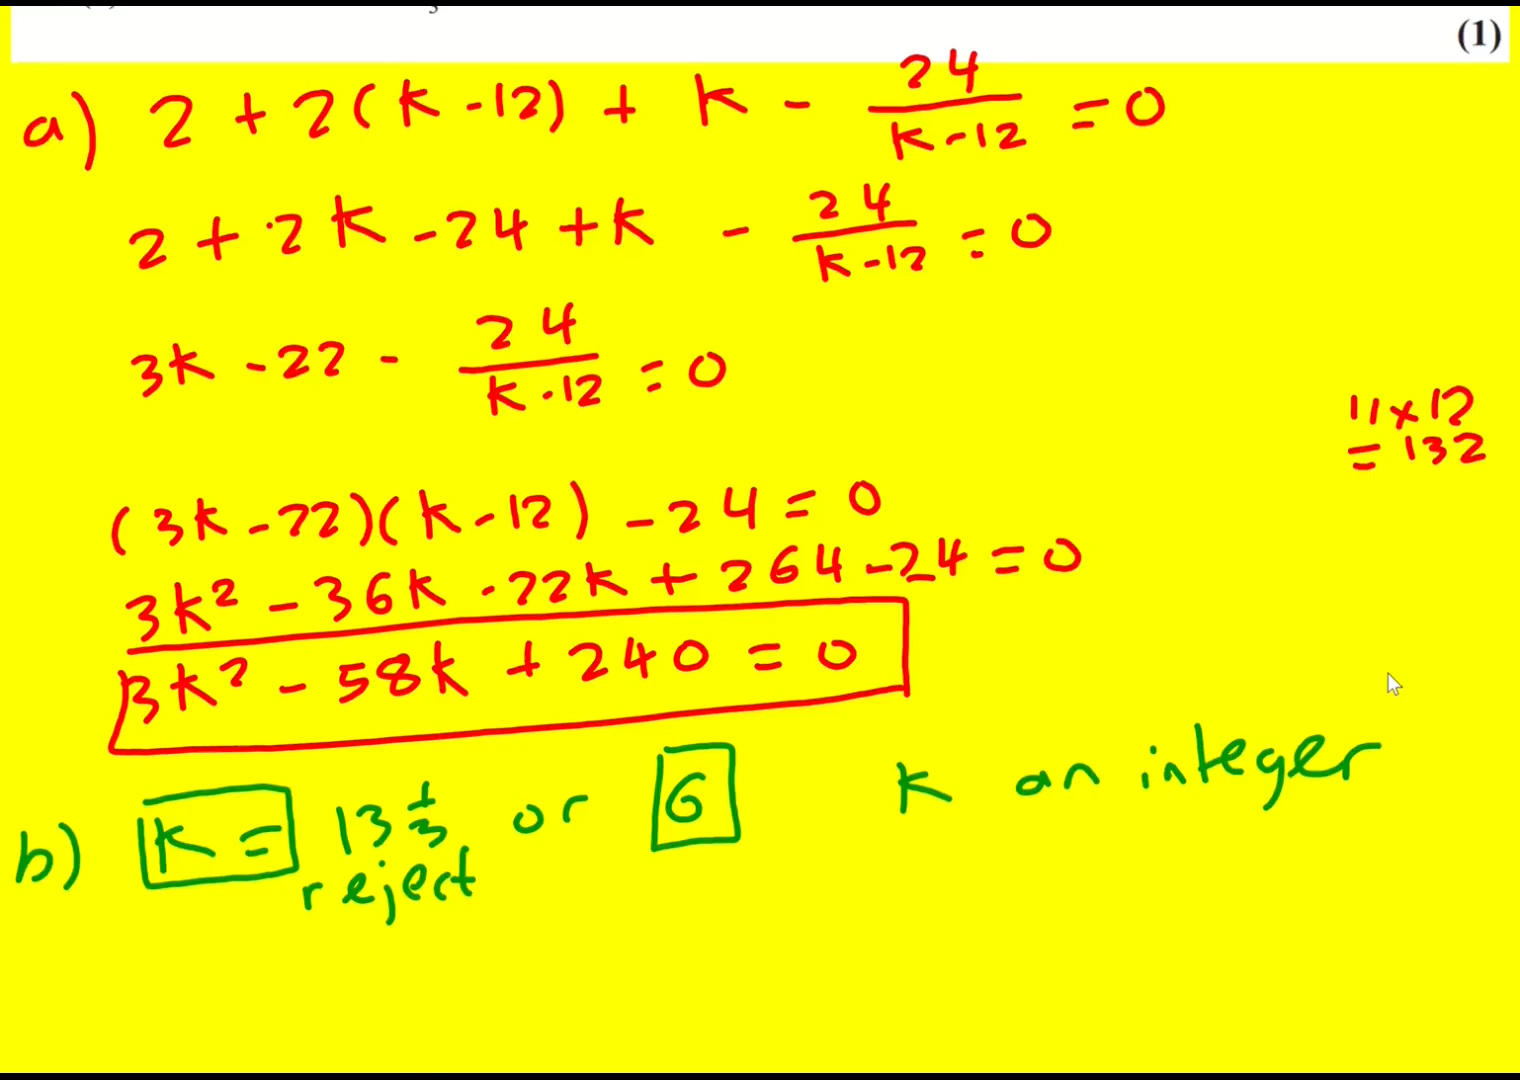 (1)
a) 2 + 2(k - 12) + k - 24/(k - 12) = 0
2 + 2k - 24 + k - 24/(k - 12) = 0
3k - 22 - 24/(k - 12) = 0
11 x 12
= 132
(3k - 22)(k - 12) - 24 = 0
3k² - 36k - 22k + 264 - 24 = 0
3k² - 58k + 240 = 0
k an integer
b) k = 13 1/3 or 6
reject